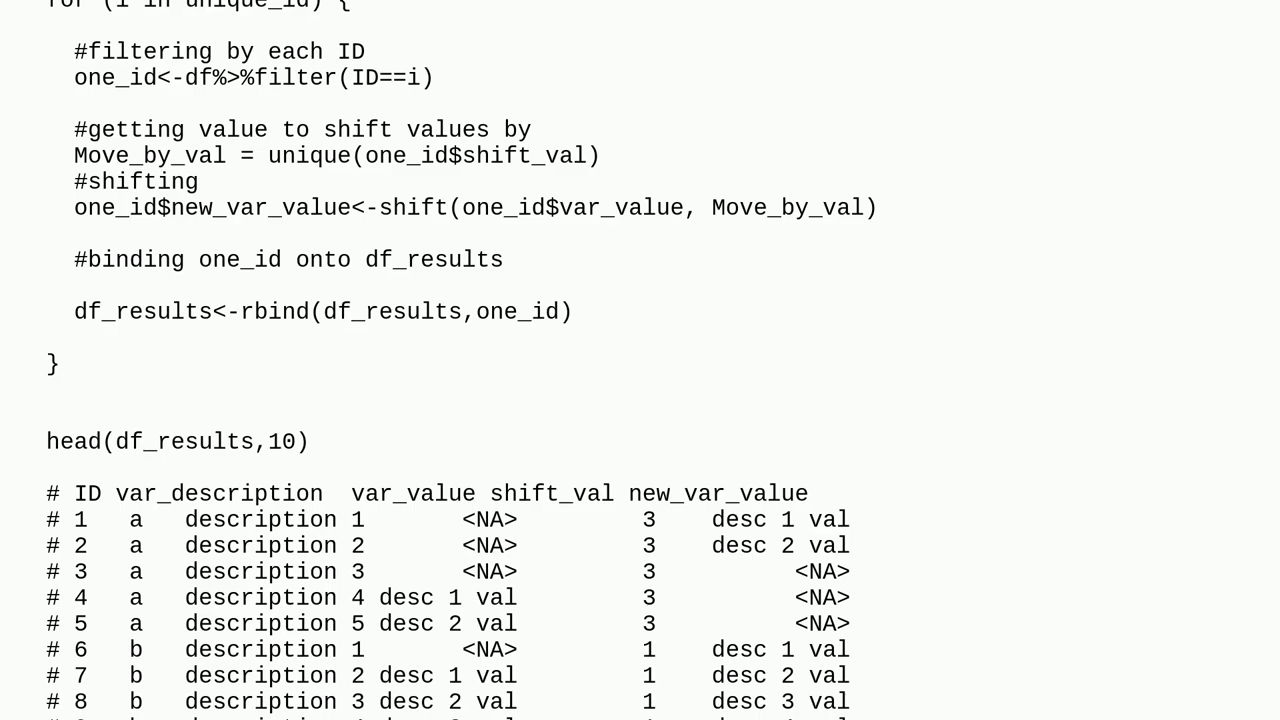 for (i in unique_id) {
#filtering by each ID
one_id<-df%>%filter(ID==i)
#getting value to shift values by
Move_by_val = unique(one_id$shift_val)
#shifting
one_id$new_var_value<-shift(one_id$var_value, Move_by_val)
#binding one_id onto df_results
df_results<-rbind(df_results,one_id)
}
head(df_results,10)
# ID var_description  var_value shift_val new_var_value
# 1   a   description 1       <NA>         3    desc 1 val
# 2   a   description 2       <NA>         3    desc 2 val
# 3   a   description 3       <NA>         3          <NA>
# 4   a   description 4 desc 1 val         3          <NA>
# 5   a   description 5 desc 2 val         3          <NA>
# 6   b   description 1       <NA>         1    desc 1 val
# 7   b   description 2 desc 1 val         1    desc 2 val
# 8   b   description 3 desc 2 val         1    desc 3 val